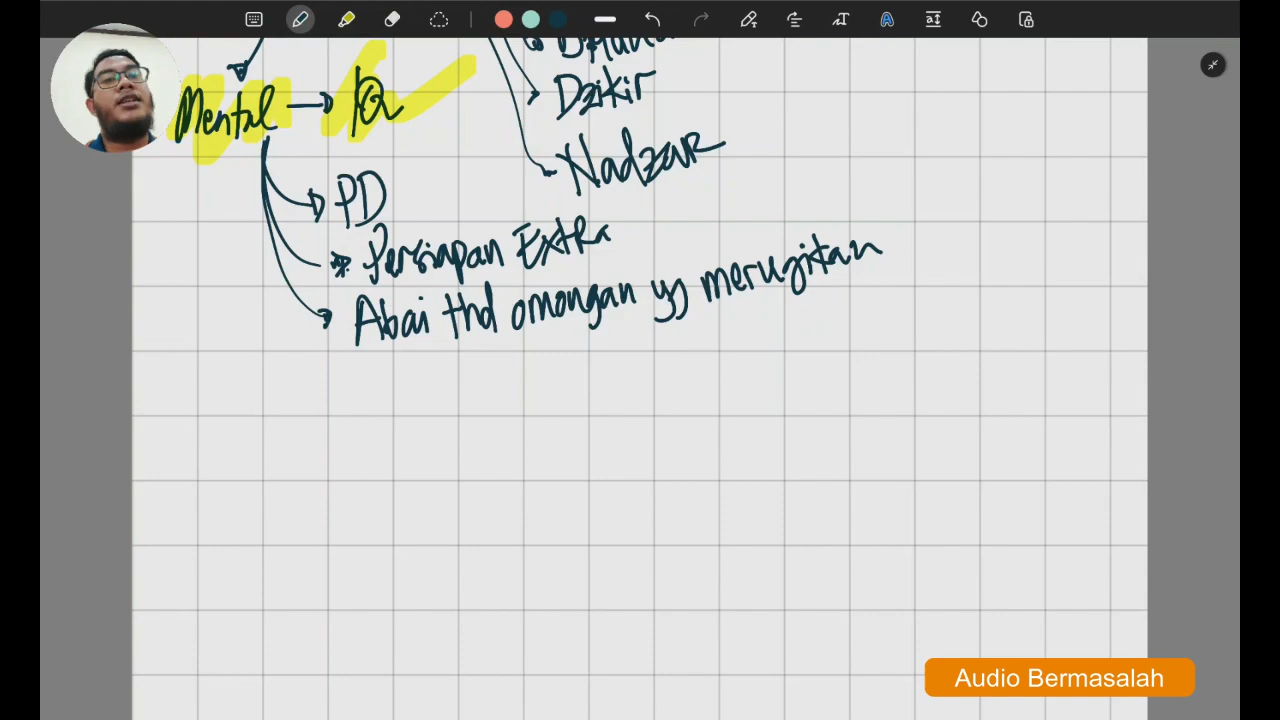 Dzikir
Mental → IQ
Nadzar
PD
Persiapan Extra
Abai thd omongan yg merugikan
Audio Bermasalah